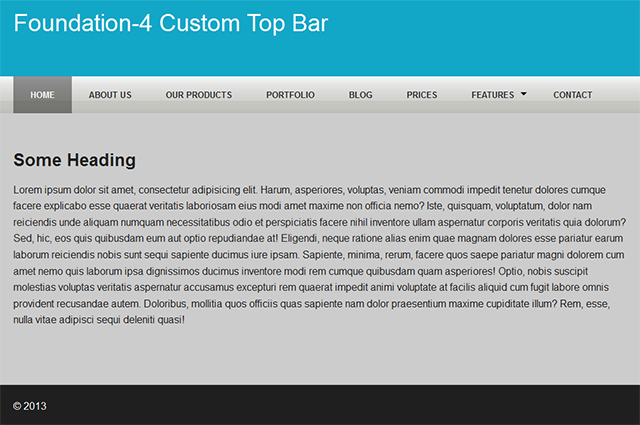 Foundation-4 Custom Top Bar
HOME ABOUT US OUR PRODUCTS PORTFOLIO BLOG PRICES FEATURES CONTACT
Some Heading
Lorem ipsum dolor sit amet, consectetur adipisicing elit. Harum, asperiores, voluptas, veniam commodi impedit tenetur dolores cumque
facere explicabo esse quaerat veritatis laboriosam eius modi amet maxime non officia nemo? Iste, quisquam, voluptatum, dolor nam
reiciendis unde aliquam numquam necessitatibus odio et perspiciatis facere nihil inventore ullam aspernatur corporis veritatis quia dolorum?
Sed, hic, eos quis quibusdam eum aut optio repudiandae at! Eligendi, neque ratione alias enim quae magnam dolores esse pariatur earum
laborum reiciendis nobis sunt sequi sapiente ducimus iure ipsam. Sapiente, minima, rerum, facere quos saepe pariatur magni dolorem cum
amet nemo quis laborum ipsa dignissimos ducimus inventore modi rem cumque quibusdam quam asperiores! Optio, nobis suscipit
molestias voluptas veritatis aspernatur accusamus excepturi rem quaerat impedit animi voluptate at facilis aliquid cum fugit labore omnis
provident recusandae autem. Doloribus, mollitia quos officiis quas sapiente nam dolor praesentium maxime cupiditate illum? Rem, esse,
nulla vitae adipisci sequi deleniti quasi!
© 2013